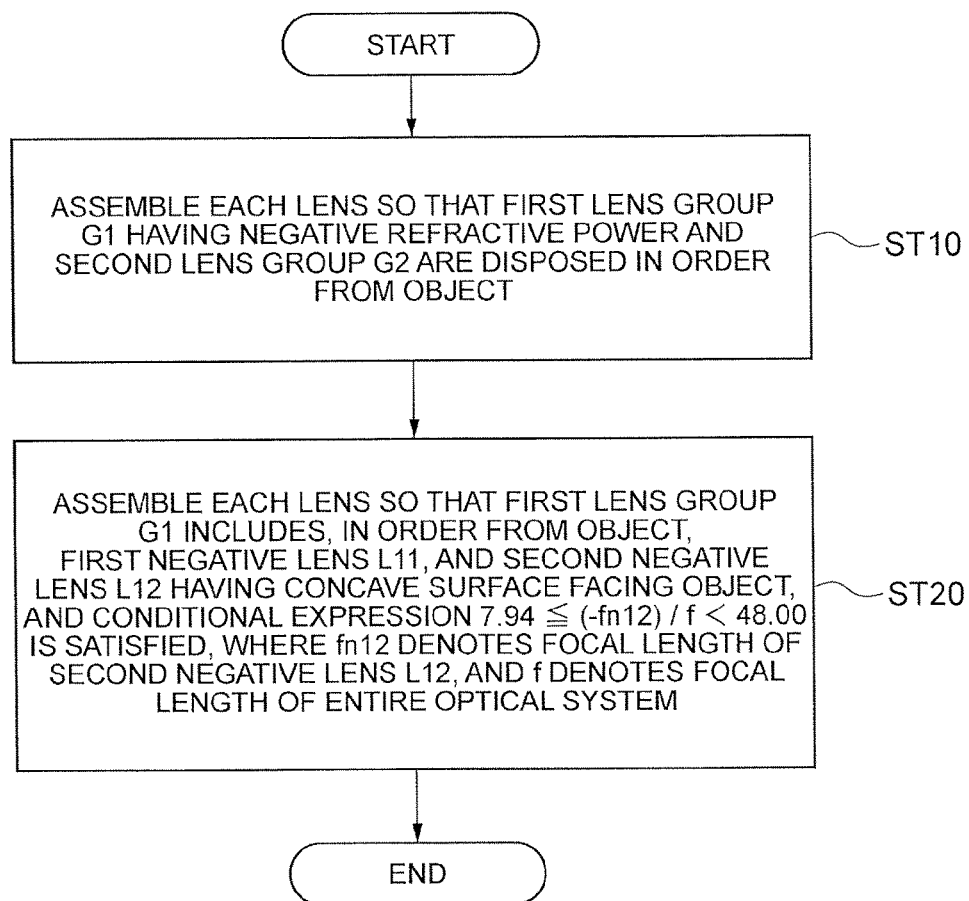 START
ASSEMBLE EACH LENS SO THAT FIRST LENS GROUP
G1 HAVING NEGATIVE REFRACTIVE POWER AND
SECOND LENS GROUP G2 ARE DISPOSED IN ORDER
FROM OBJECT
ST10
ASSEMBLE EACH LENS SO THAT FIRST LENS GROUP
G1 INCLUDES, IN ORDER FROM OBJECT,
FIRST NEGATIVE LENS L11, AND SECOND NEGATIVE
LENS L12 HAVING CONCAVE SURFACE FACING OBJECT,
AND CONDITIONAL EXPRESSION 7.94 ≦ (-fn12) / f < 48.00
IS SATISFIED, WHERE fn12 DENOTES FOCAL LENGTH OF
SECOND NEGATIVE LENS L12, AND f DENOTES FOCAL
LENGTH OF ENTIRE OPTICAL SYSTEM
ST20
END